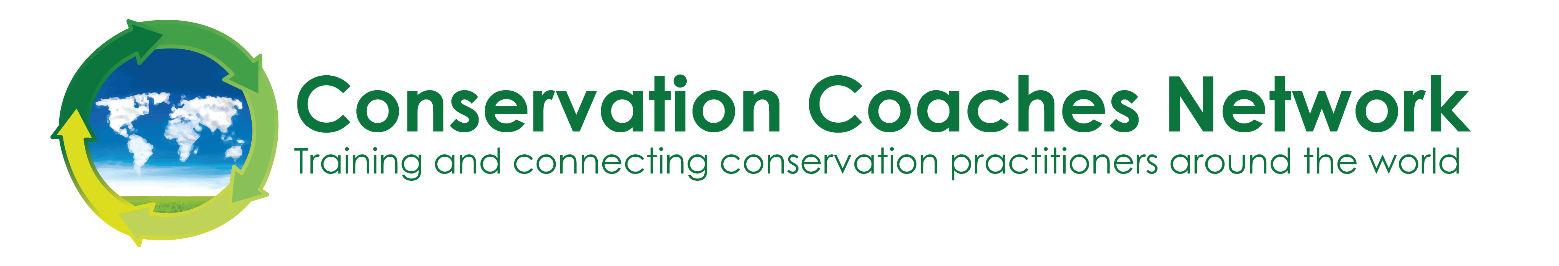 Conservation Coaches Network
Training and connecting conservation practitioners around the world